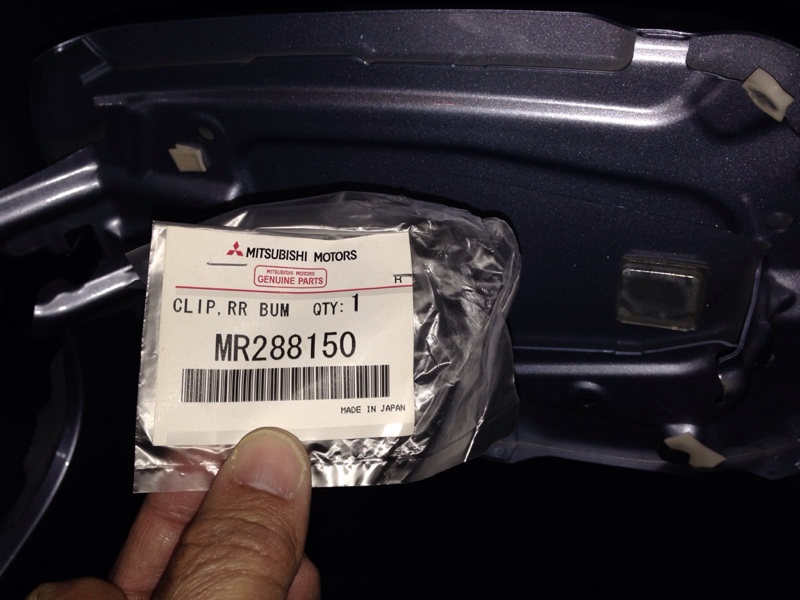 MITSUBISHI MOTORS
MITSUBISHI MOTORS
GENUINE PARTS
H
CLIP, RR BUM QTY: 1
MR288150
MADE IN JAPAN